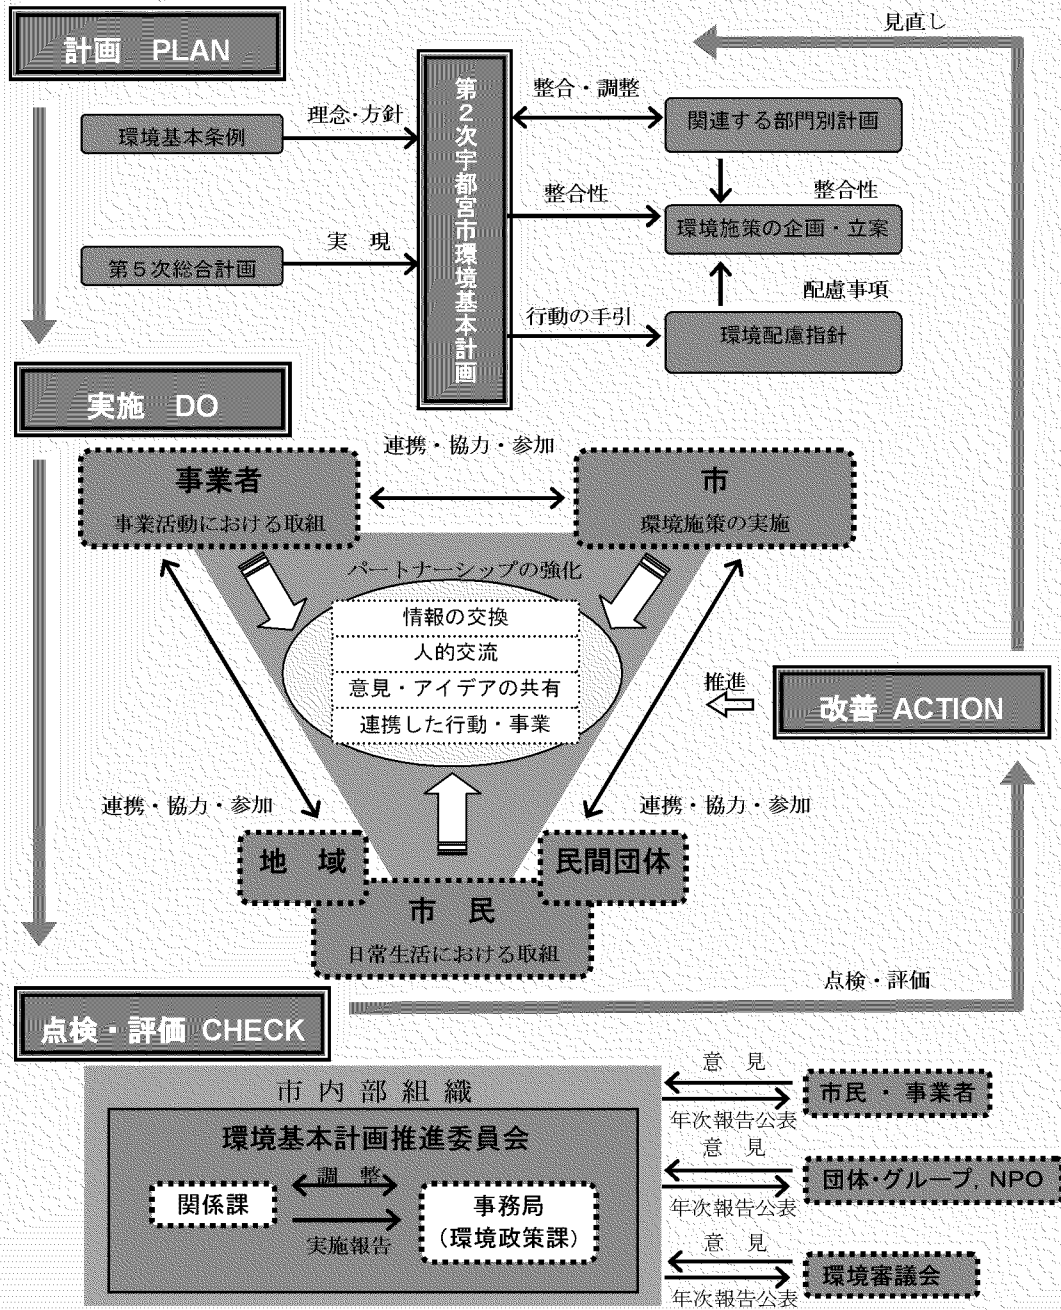 計画 PLAN
見直し
第2次宇都宮市環境基本計画
環境基本条例
理念・方針
整合・調整
関連する部門別計画
整合性
整合性
環境施策の企画・立案
第5次総合計画
実 現
配慮事項
行動の手引
環境配慮指針
実施 DO
連携・協力・参加
事業者
事業活動における取組
市
環境施策の実施
パートナーシップの強化
情報の交換
人的交流
意見・アイデアの共有
連携した行動・事業
推進
改善 ACTION
連携・協力・参加
連携・協力・参加
地 域
民間団体
市 民
日常生活における取組
点検・評価
点検・評価 CHECK
市内部組織
環境基本計画推進委員会
関係課
調 整
実施報告
事務局
(環境政策課)
意 見
年次報告公表
市民 ・ 事業者
意 見
年次報告公表
団体・グループ, NPO
意 見
年次報告公表
環境審議会